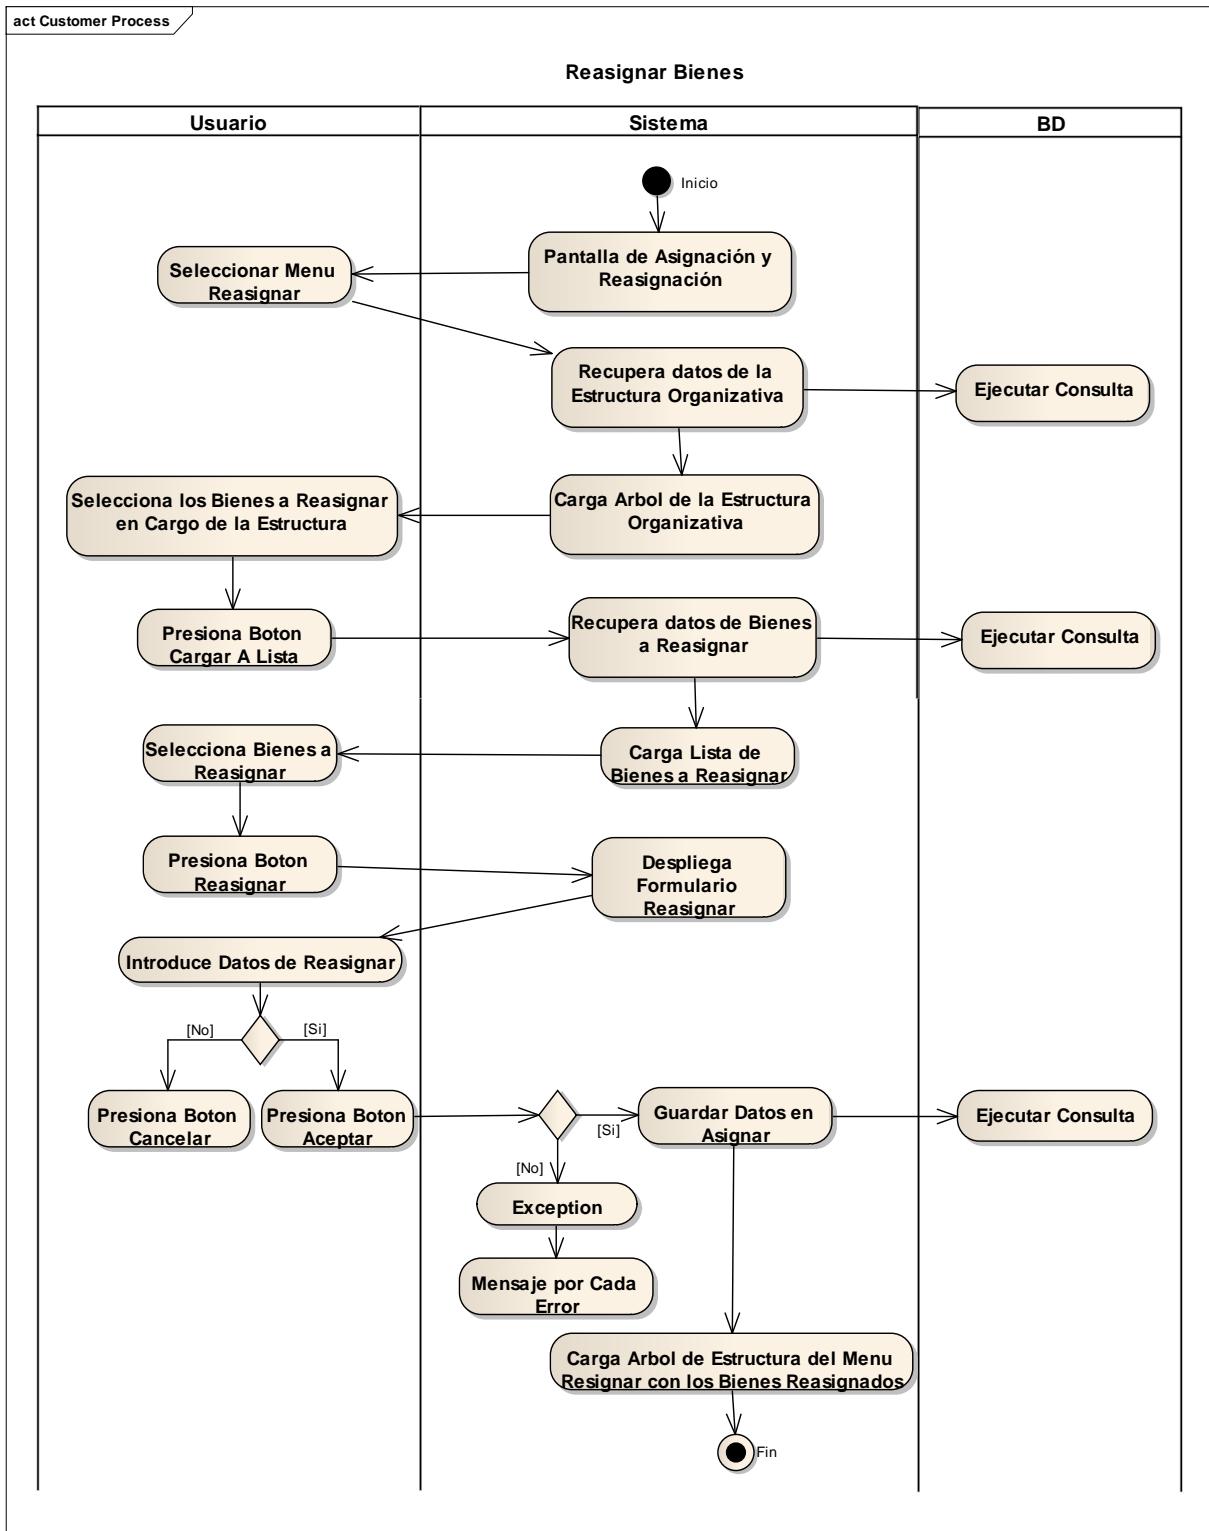 act Customer Process
Reasignar Bienes
Usuario
Sistema
BD
Inicio
Pantalla de Asignación y
Reasignación
Seleccionar Menu
Reasignar
Recupera datos de la
Estructura Organizativa
Ejecutar Consulta
Carga Arbol de la Estructura
Organizativa
Selecciona los Bienes a Reasignar
en Cargo de la Estructura
Presiona Boton
Cargar A Lista
Recupera datos de Bienes
a Reasignar
Ejecutar Consulta
Carga Lista de
Bienes a Reasignar
Selecciona Bienes a
Reasignar
Presiona Boton
Reasignar
Despliega
Formulario
Reasignar
Introduce Datos de Reasignar
[No]
[Si]
Presiona Boton
Cancelar
Presiona Boton
Aceptar
[Si]
Guardar Datos en
Asignar
Ejecutar Consulta
[No]
Exception
Mensaje por Cada
Error
Carga Arbol de Estructura del Menu
Resignar con los Bienes Reasignados
Fin